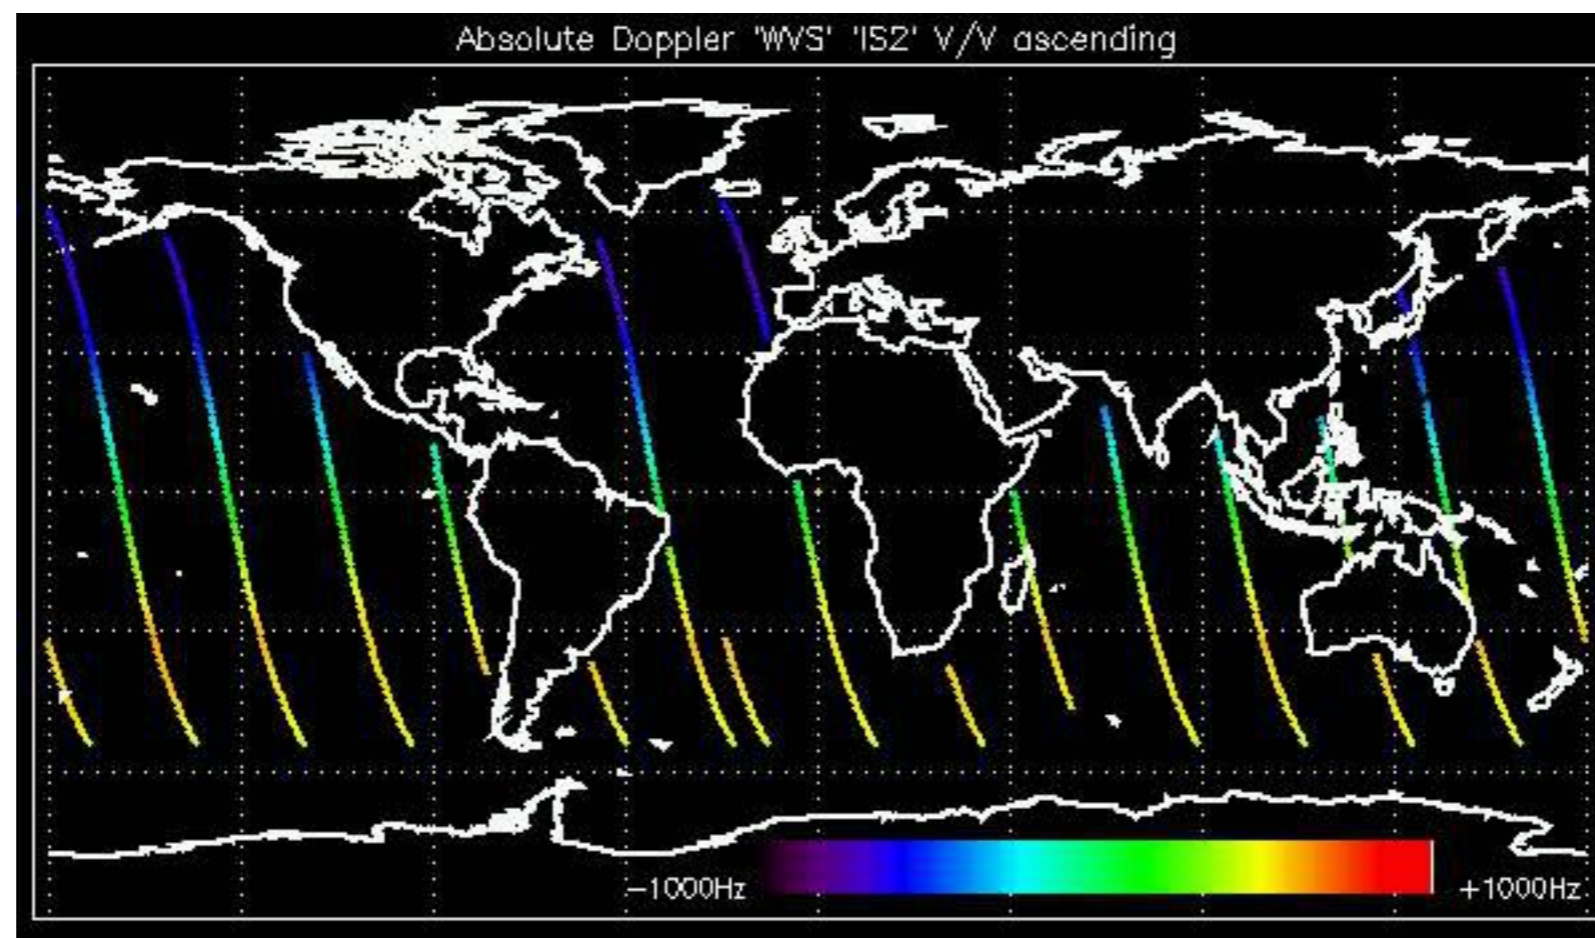 Absolute Doppler 'WVS' 'IS2' V/V ascending
-1000Hz
+1000Hz